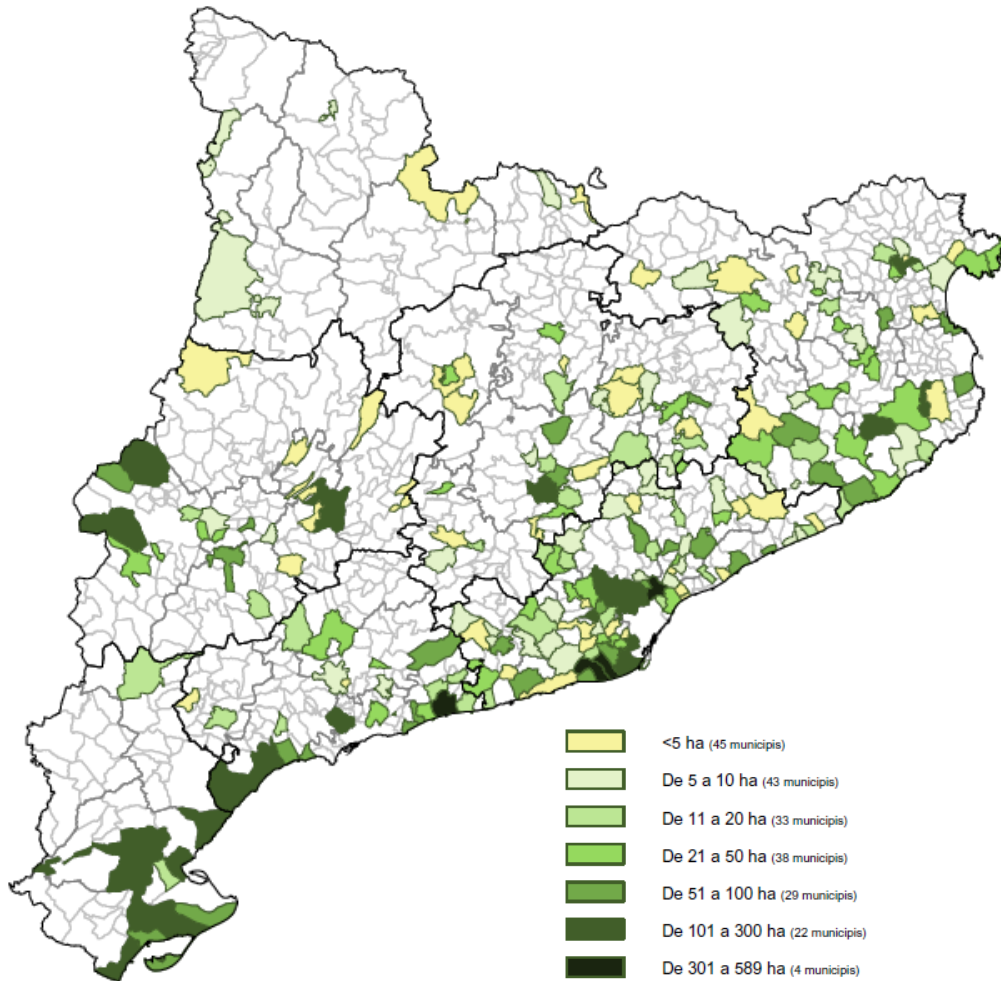 <5 ha (45 municipis)
De 5 a 10 ha (43 municipis)
De 11 a 20 ha (33 municipis)
De 21 a 50 ha (38 municipis)
De 51 a 100 ha (29 municipis)
De 101 a 300 ha (22 municipis)
De 301 a 589 ha (4 municipis)